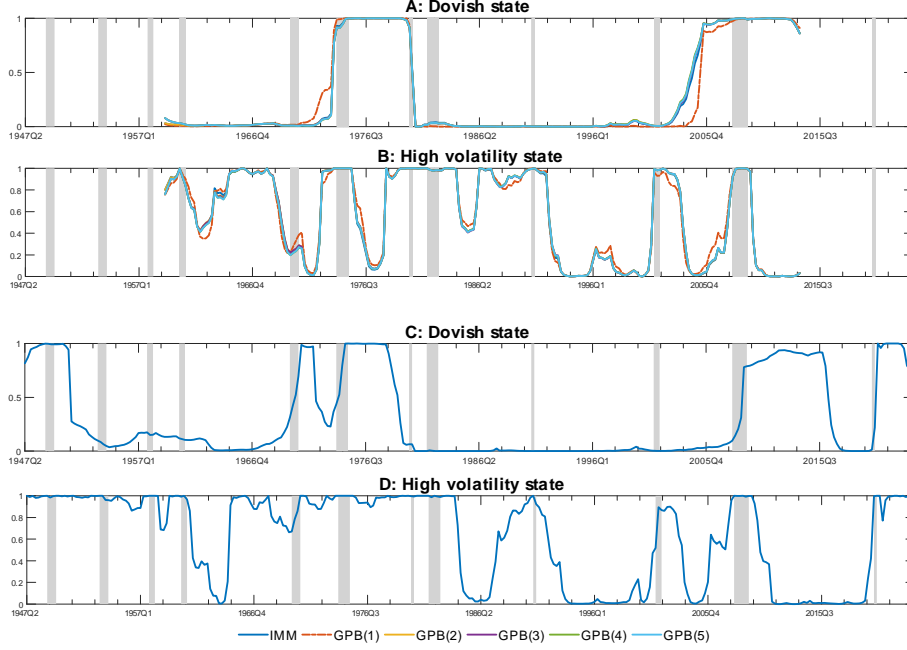 A: Dovish state
1
0.5
0
1947Q2 1957Q1 1966Q4 1976Q3 1986Q2 1996Q1 2005Q4 2015Q3
B: High volatility state
1
0.8
0.6
0.4
0.2
0
1947Q2 1957Q1 1966Q4 1976Q3 1986Q2 1996Q1 2005Q4 2015Q3
C: Dovish state
1
0.5
0
1947Q2 1957Q1 1966Q4 1976Q3 1986Q2 1996Q1 2005Q4 2015Q3
D: High volatility state
1
0.8
0.6
0.4
0.2
0
1947Q2 1957Q1 1966Q4 1976Q3 1986Q2 1996Q1 2005Q4 2015Q3
IMM GPB(1) GPB(2) GPB(3) GPB(4) GPB(5)